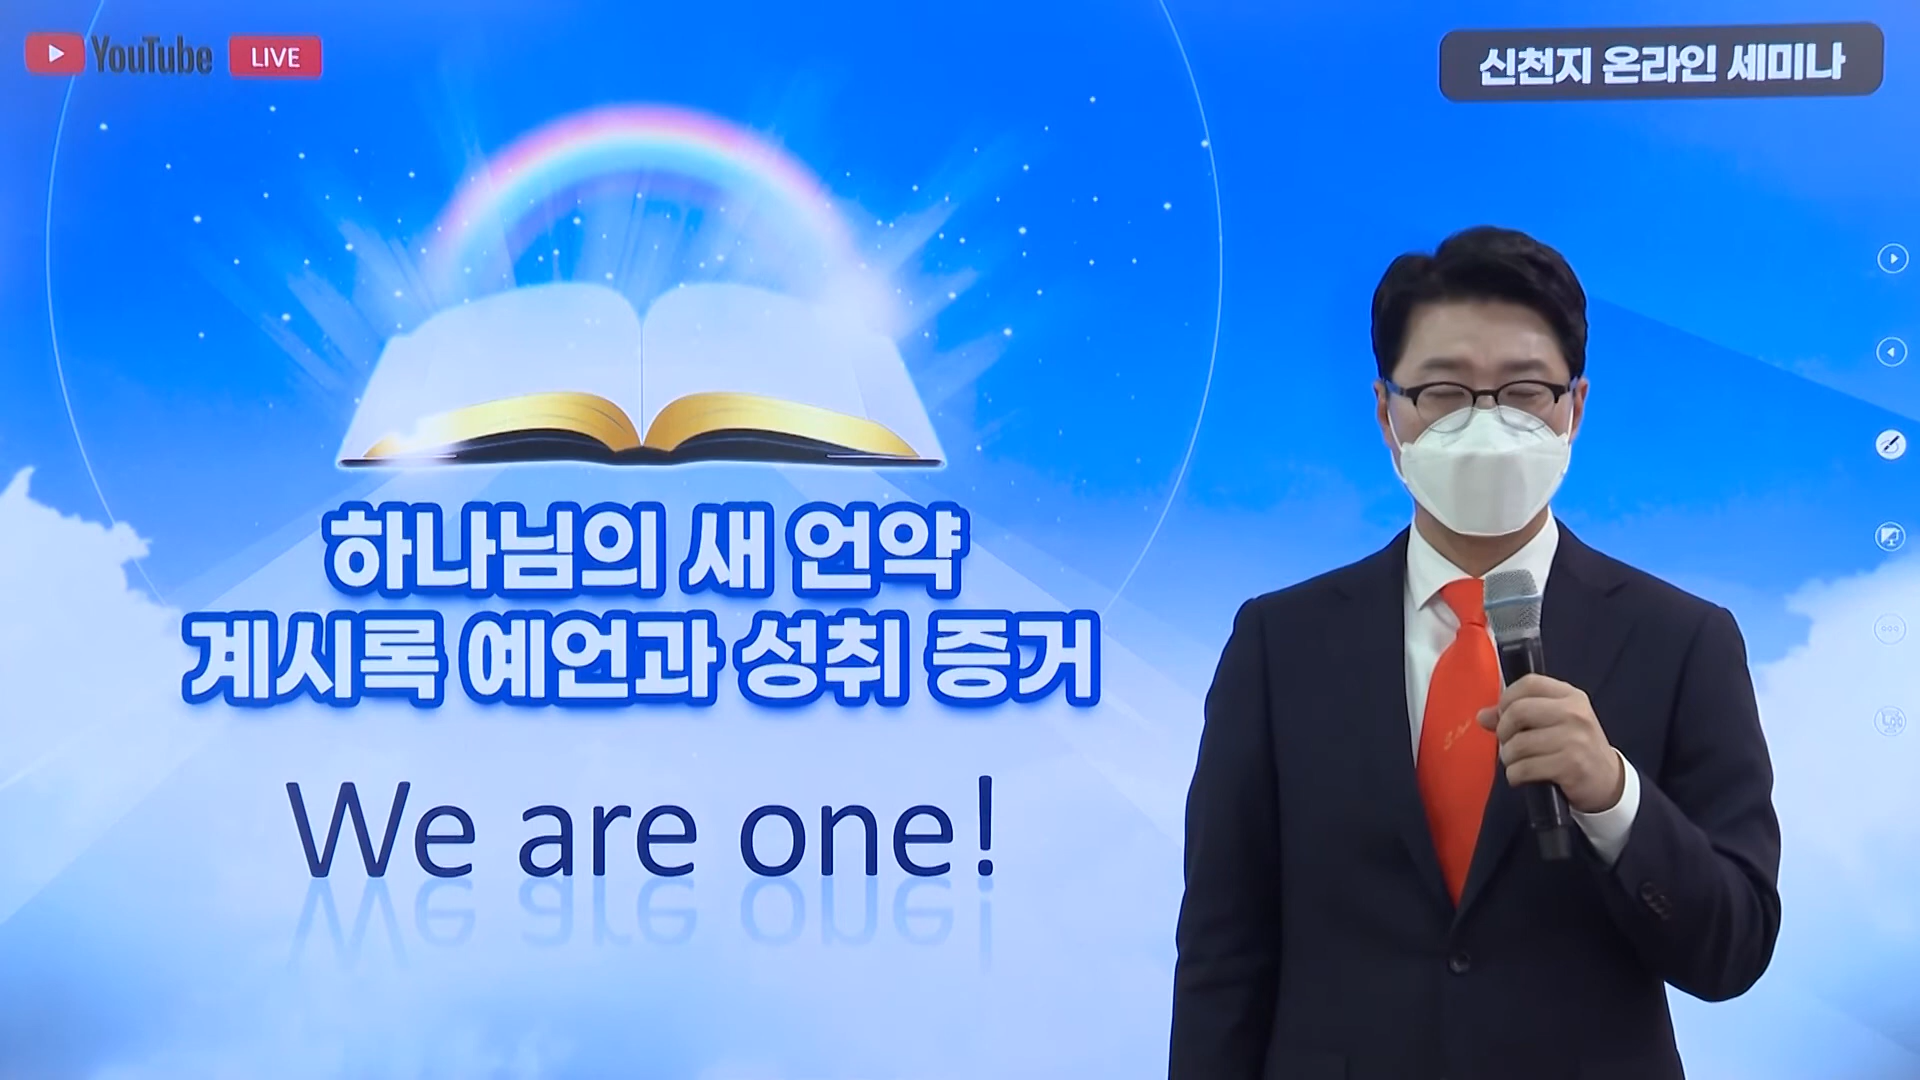 YouTube LIVE
신천지 온라인 세미나
하나님의 새 언약
계시록 예언과 성취 증거
We are one!